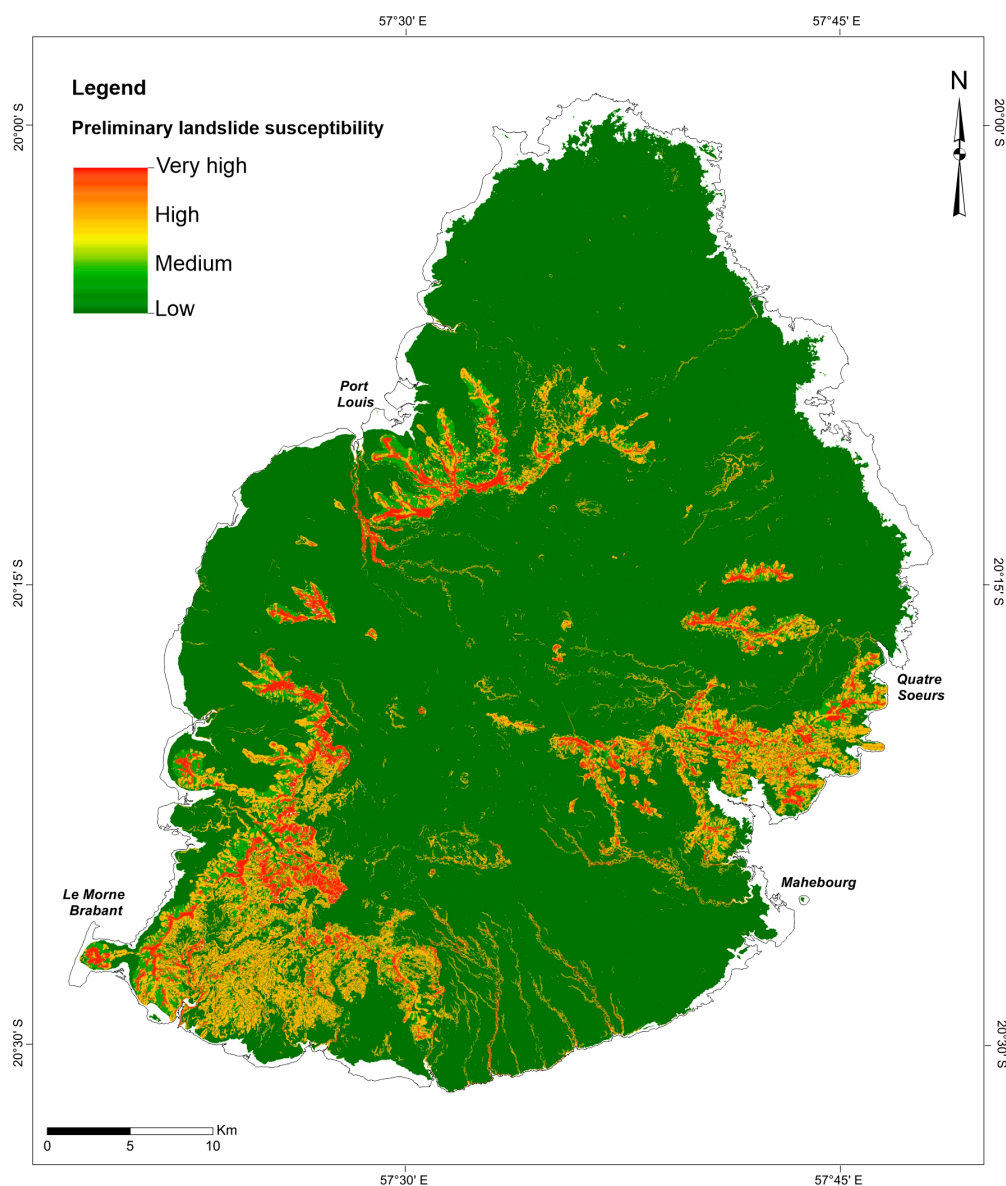 57°30' E
57°45' E
Legend
Preliminary landslide susceptibility
Very high
High
Medium
Low
N
20°00' S
20°00' S
Port
Louis
20°15' S
20°15' S
Quatre
Soeurs
Mahebourg
Le Morne
Brabant
20°30' S
20°30' S
Km
0
5
10
57°30' E
57°45' E